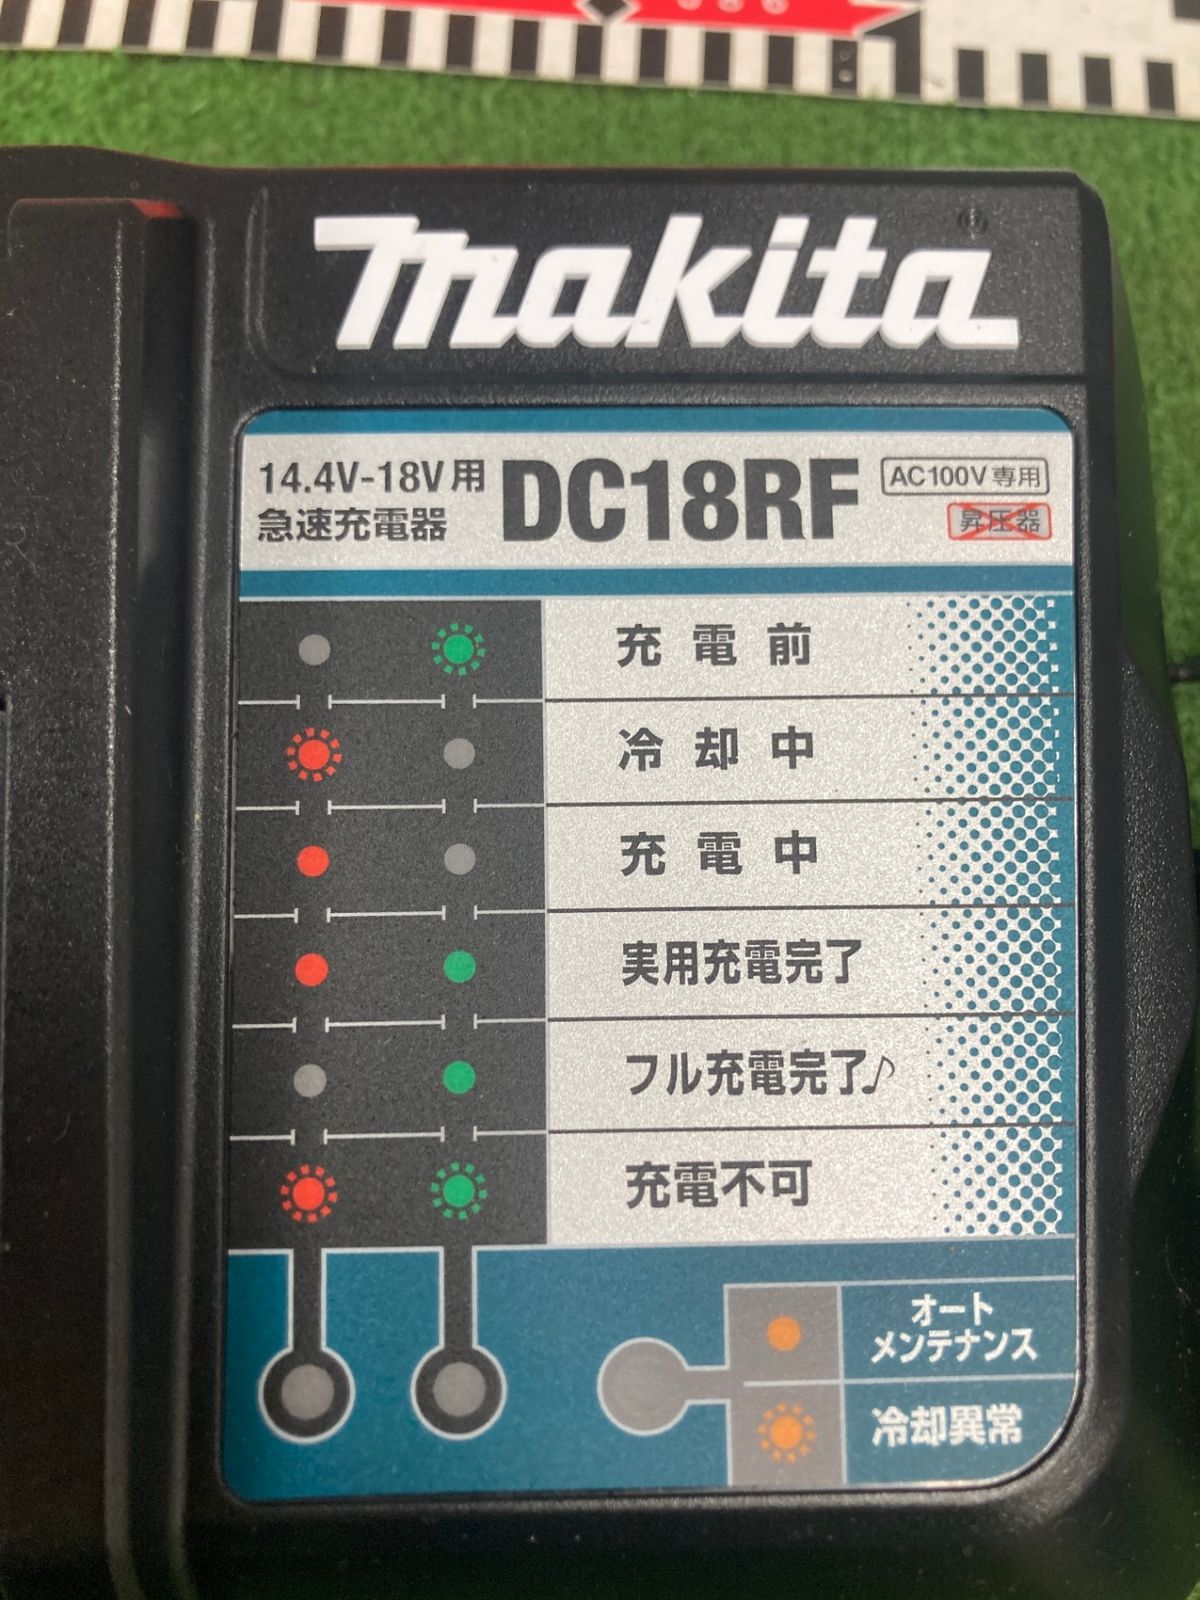 makita
14.4V-18V用
急速充電器
DC18RF
AC100V専用
昇圧器
充電前
冷却中
充電中
実用充電完了
フル充電完了♪
充電不可
オート
メンテナンス
冷却異常